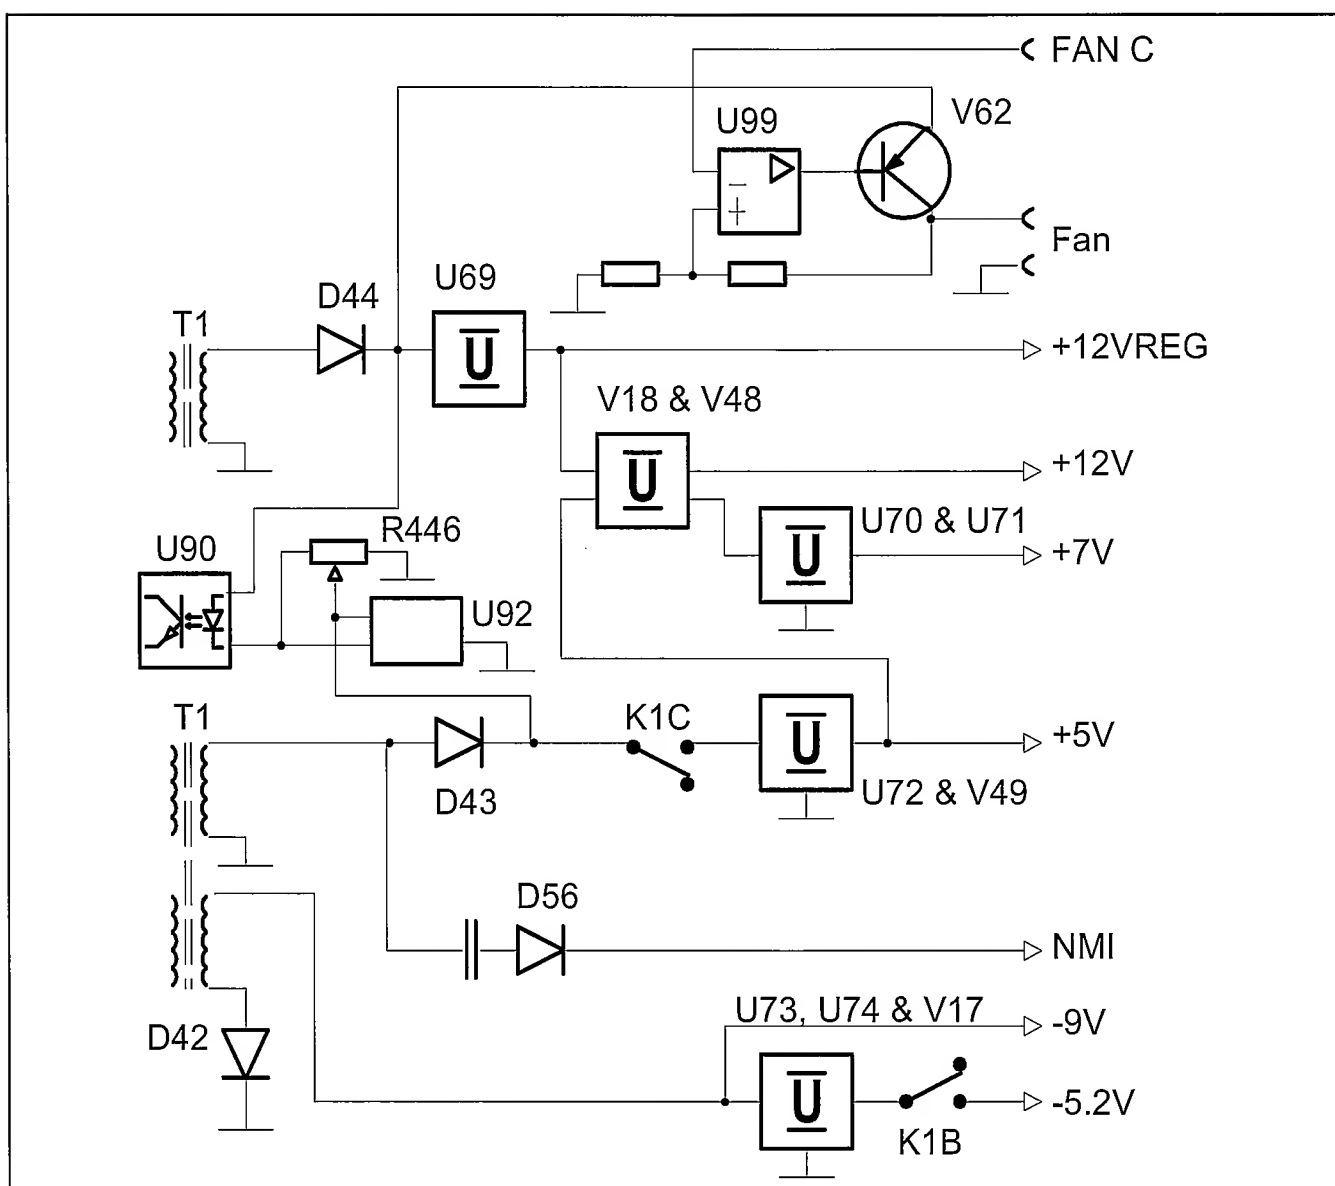 FAN C
V62
U99
Fan
U69
D44
T1
+12VREG
V18 & V48
+12V
U70 & U71
R446
U90
+7V
U92
T1
K1C
+5V
D43
U72 & V49
D56
NMI
U73, U74 & V17
-9V
D42
-5.2V
K1B
U
U
U
U
U
-
+